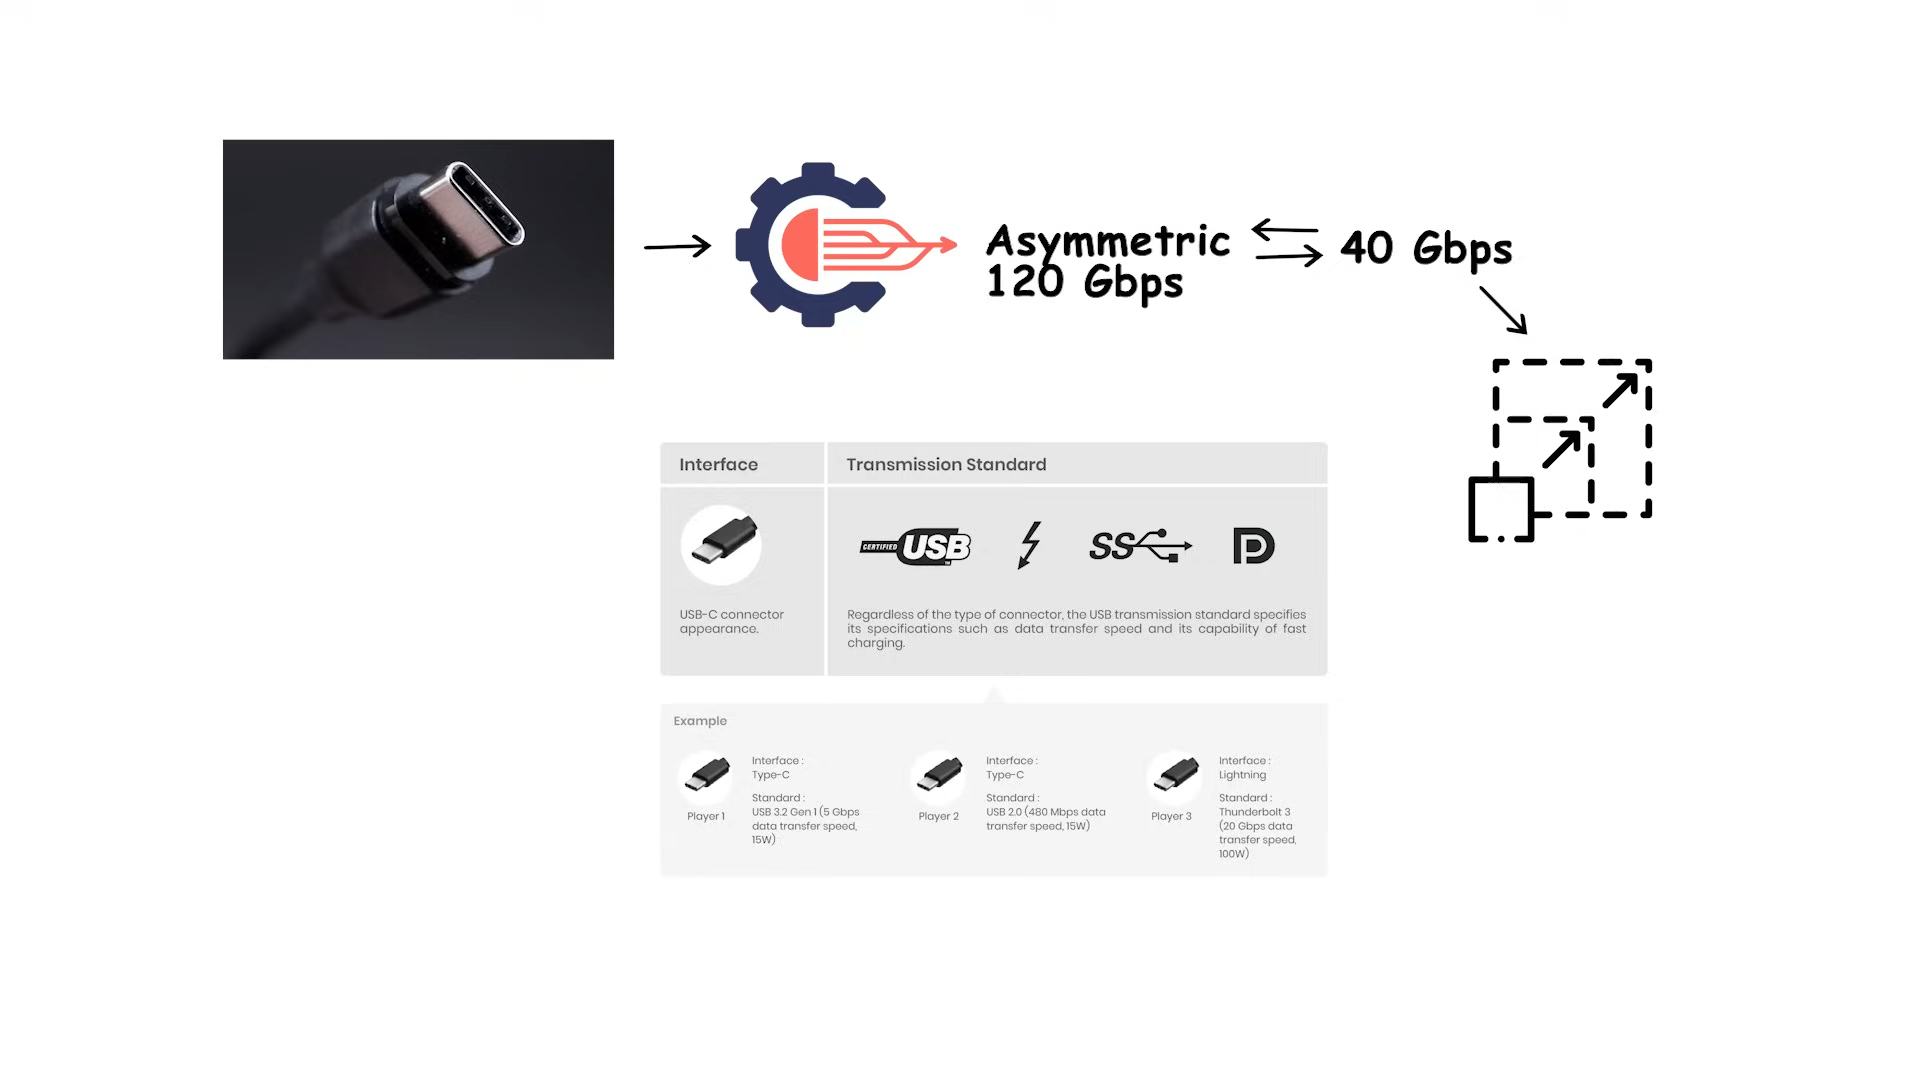 Asymmetric
120 Gbps
40 Gbps
Interface
Transmission Standard
CERTIFIED USB
SS
USB-C connector
appearance.
Regardless of the type of connector, the USB transmission standard specifies
its specifications such as data transfer speed and its capability of fast
charging.
Example
Player 1
Interface :
Type-C
Standard :
USB 3.2 Gen 1 (5 Gbps
data transfer speed,
15W)
Player 2
Interface :
Type-C
Standard :
USB 2.0 (480 Mbps data
transfer speed, 15W)
Player 3
Interface :
Lightning
Standard :
Thunderbolt 3
(20 Gbps data
transfer speed,
100W)